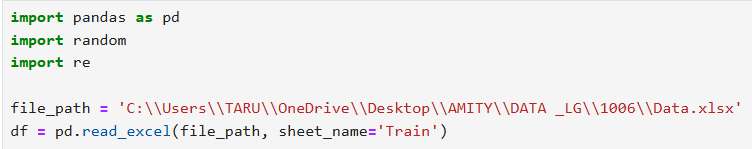 import pandas as pd
import random
import re
file_path = 'C:\\Users\\TARU\\OneDrive\\Desktop\\AMITY\\DATA _LG\\1006\\Data.xlsx'
df = pd.read_excel(file_path, sheet_name='Train')